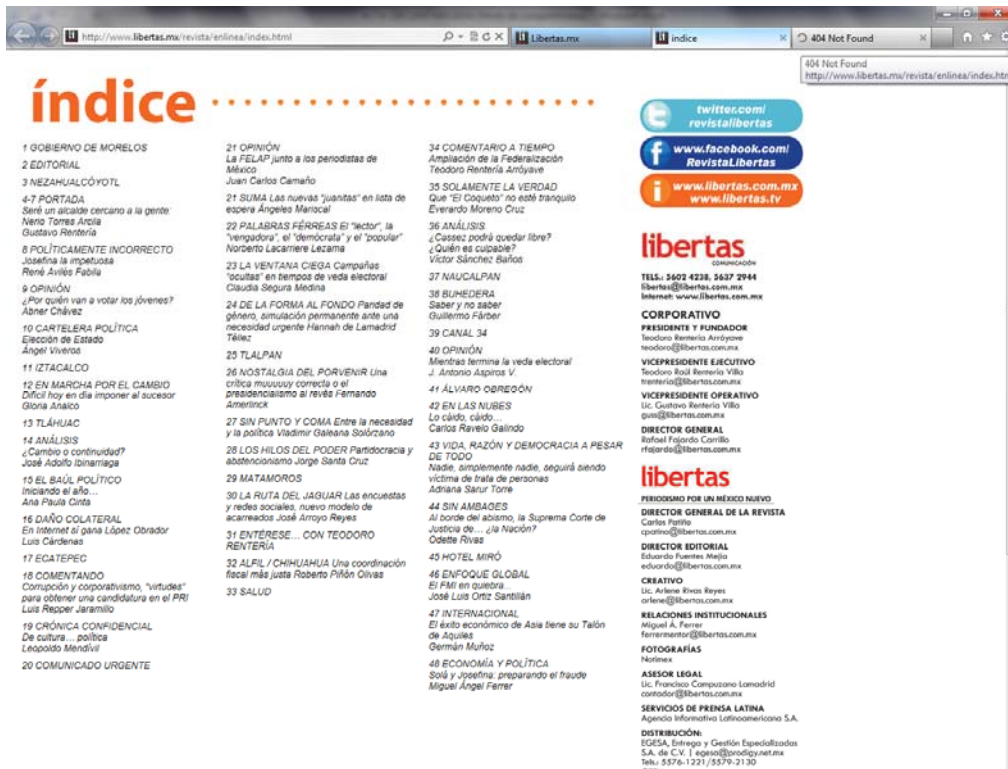 http://www.libertas.mx/revista/enlinea/index.html
Libertas.mx
indice
404 Not Found
404 Not Found
http://www.libertas.mx/revista/enlinea/index.htm
índice
1 GOBIERNO DE MORELOS
2 EDITORIAL
3 NEZAHUALCÓYOTL
4-7 PORTADA
Seré un alcalde cercano a la gente:
Nerio Torres Arcila
Gustavo Rentería
8 POLÍTICAMENTE INCORRECTO
Josefina la impetuosa
René Avilés Fabila
9 OPINIÓN
¿Por quién van a votar los jóvenes?
Abner Chávez
10 CARTELERA POLÍTICA
Elección de Estado
Ángel Viveros
11 IZTACALCO
12 EN MARCHA POR EL CAMBIO
Difícil hoy en día imponer al sucesor
Gloria Analco
13 TLÁHUAC
14 ANÁLISIS
¿Cambio o continuidad?
José Adolfo Ibinarriaga
15 EL BAÚL POLÍTICO
Iniciando el año…
Ana Paula Cinta
16 DAÑO COLATERAL
En Internet sí gana López Obrador
Luis Cárdenas
17 ECATEPEC
18 COMENTANDO
Corrupción y corporativismo, "virtudes"
para obtener una candidatura en el PRI
Luis Repper Jaramillo
19 CRÓNICA CONFIDENCIAL
De cultura… política
Leopoldo Mendívil
20 COMUNICADO URGENTE
21 OPINIÓN
La FELAP junto a los periodistas de
México
Juan Carlos Camaño
21 SUMA Las nuevas "juanitas" en lista de
espera Ángeles Mariscal
22 PALABRAS FÉRREAS El "lector", la
"vengadora", el "demócrata" y el "popular"
Norberto Lacarriere Lezama
23 LA VENTANA CIEGA Campañas
"ocultas" en tiempos de veda electoral
Claudia Segura Medina
24 DE LA FORMA AL FONDO Paridad de
género, simulación permanente ante una
necesidad urgente Hannah de Lamadrid
Téllez
25 TLALPAN
26 NOSTALGIA DEL PORVENIR Una
crítica muuuuuy correcta o el
presidencialismo al revés Fernando
Amerlinck
27 SIN PUNTO Y COMA Entre la necesidad
y la política Vladimir Galeana Solórzano
28 LOS HILOS DEL PODER Partidocracia y
abstencionismo Jorge Santa Cruz
29 MATAMOROS
30 LA RUTA DEL JAGUAR Las encuestas
y redes sociales, nuevo modelo de
acarreados José Arroyo Reyes
31 ENTÉRESE… CON TEODORO
RENTERÍA
32 ALFIL / CHIHUAHUA Una coordinación
fiscal más justa Roberto Piñón Olivas
33 SALUD
34 COMENTARIO A TIEMPO
Ampliación de la Federalización
Teodoro Rentería Arróyave
35 SOLAMENTE LA VERDAD
Que "El Coqueto" no esté tranquilo
Everardo Moreno Cruz
36 ANÁLISIS
¿Cassez podrá quedar libre?
¿Quién es culpable?
Víctor Sánchez Baños
37 NAUCALPAN
38 BUHEDERA
Saber y no saber
Guillermo Fárber
39 CANAL 34
40 OPINIÓN
Mientras termina la veda electoral
J. Antonio Aspiros V.
41 ÁLVARO OBREGÓN
42 EN LAS NUBES
Lo cáido, cáido…
Carlos Ravelo Galindo
43 VIDA, RAZÓN Y DEMOCRACIA A PESAR
DE TODO
Nadie, simplemente nadie, seguirá siendo
víctima de trata de personas
Adriana Sarur Torre
44 SIN AMBAGES
Al borde del abismo, la Suprema Corte de
Justicia de… ¿la Nación?
Odette Rivas
45 HOTEL MIRÓ
46 ENFOQUE GLOBAL
El FMI en quiebra…
José Luis Ortiz Santillán
47 INTERNACIONAL
El éxito económico de Asia tiene su Talón
de Aquiles
Germán Muñoz
48 ECONOMÍA Y POLÍTICA
Solá y Josefina: preparando el fraude
Miguel Ángel Ferrer
twitter.com/
revistalibertas
www.facebook.com/
RevistaLibertas
www.libertas.com.mx
www.libertas.tv
libertas
COMUNICACIÓN
TELS.: 5602 4238, 5637 2944
libertas@libertas.com.mx
Internet: www.libertas.com.mx
CORPORATIVO
PRESIDENTE Y FUNDADOR
Teodoro Rentería Arróyave
teodoro@libertas.com.mx
VICEPRESIDENTE EJECUTIVO
Teodoro Raúl Rentería Villa
trenteria@libertas.com.mx
VICEPRESIDENTE OPERATIVO
Lic. Gustavo Rentería Villa
guss@libertas.com.mx
DIRECTOR GENERAL
Rafael Fajardo Carrillo
rfajardo@libertas.com.mx
libertas
PERIODISMO POR UN MÉXICO NUEVO
DIRECTOR GENERAL DE LA REVISTA
Carlos Patiño
cpatino@libertas.com.mx
DIRECTOR EDITORIAL
Eduardo Fuentes Mejía
eduardo@libertas.com.mx
CREATIVO
Lic. Arlene Rivas Reyes
arlene@libertas.com.mx
RELACIONES INSTITUCIONALES
Miguel Á. Ferrer
ferrermentor@libertas.com.mx
FOTOGRAFÍAS
Notimex
ASESOR LEGAL
Lic. Francisco Campuzano Lamadrid
contador@libertas.com.mx
SERVICIOS DE PRENSA LATINA
Agencia Informativa Latinoamericana S.A.
DISTRIBUCIÓN:
EGESA, Entrega y Gestión Especializadas
S.A. de C.V. | egesa@prodigy.net.mx
Tels.: 5576-1221/5579-2130